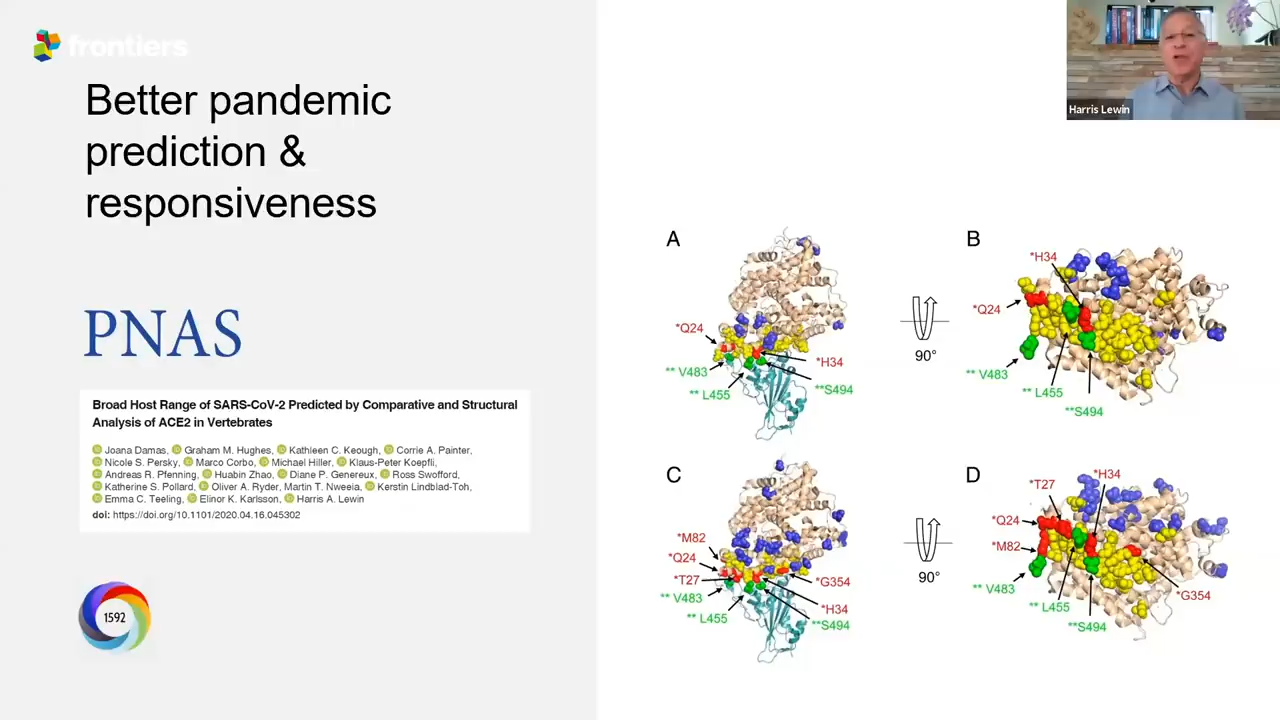 frontiers
Harris Lewin
Better pandemic
prediction &
responsiveness
PNAS
Broad Host Range of SARS-CoV-2 Predicted by Comparative and Structural
Analysis of ACE2 in Vertebrates
Joana Damas, Graham M. Hughes, Kathleen C. Keough, Corrie A. Painter,
Nicole S. Persky, Marco Corbo, Michael Hiller, Klaus-Peter Koepfli,
Andreas R. Pfenning, Huabin Zhao, Diane P. Genereux, Ross Swofford,
Katherine S. Pollard, Oliver A. Ryder, Martin T. Nweeia, Kerstin Lindblad-Toh,
Emma C. Teeling, Elinor K. Karlsson, Harris A. Lewin
doi: https://doi.org/10.1101/2020.04.16.045302
1592
A
*Q24
*H34
** V483
** L455
**S494
90°
B
*H34
*Q24
** V483
** L455
**S494
C
*M82
*Q24
*T27
*G354
** V483
*H34
** L455
**S494
90°
D
*H34
*T27
*Q24
*M82
** V483
*G354
** L455
**S494